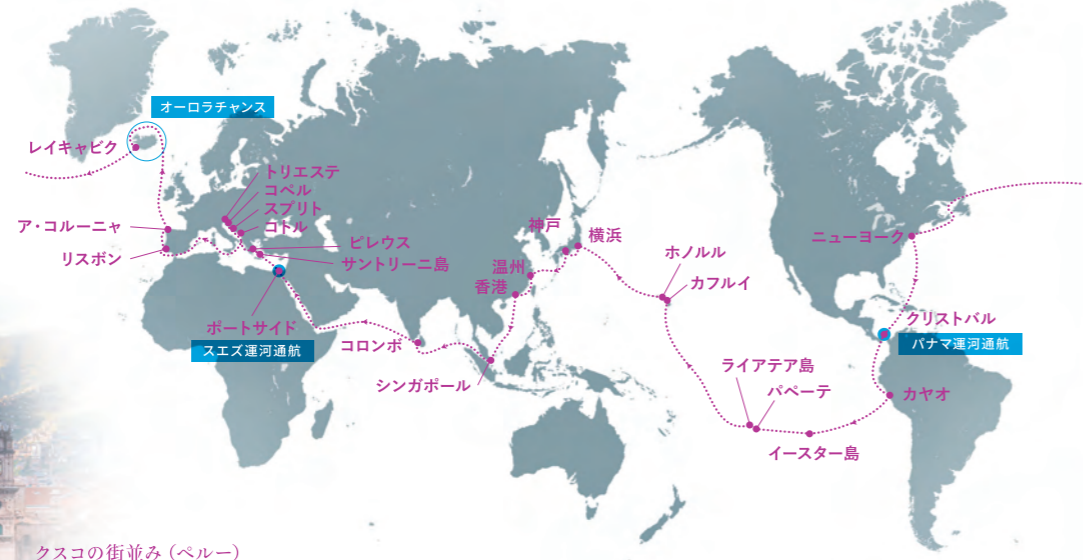 オーロラチャンス
レイキャビク
トリエステ
コペル
スプリト
コトル
ア・コルーニャ
リスボン
ピレウス
サントリーニ島
神戸
横浜
温州
香港
ホノルル
カフルイ
ニューヨーク
クリストバル
パナマ運河通航
ポートサイド
スエズ運河通航
コロンボ
シンガポール
ライアテア島
パペーテ
カヤオ
イースター島
クスコの街並み（ペルー）